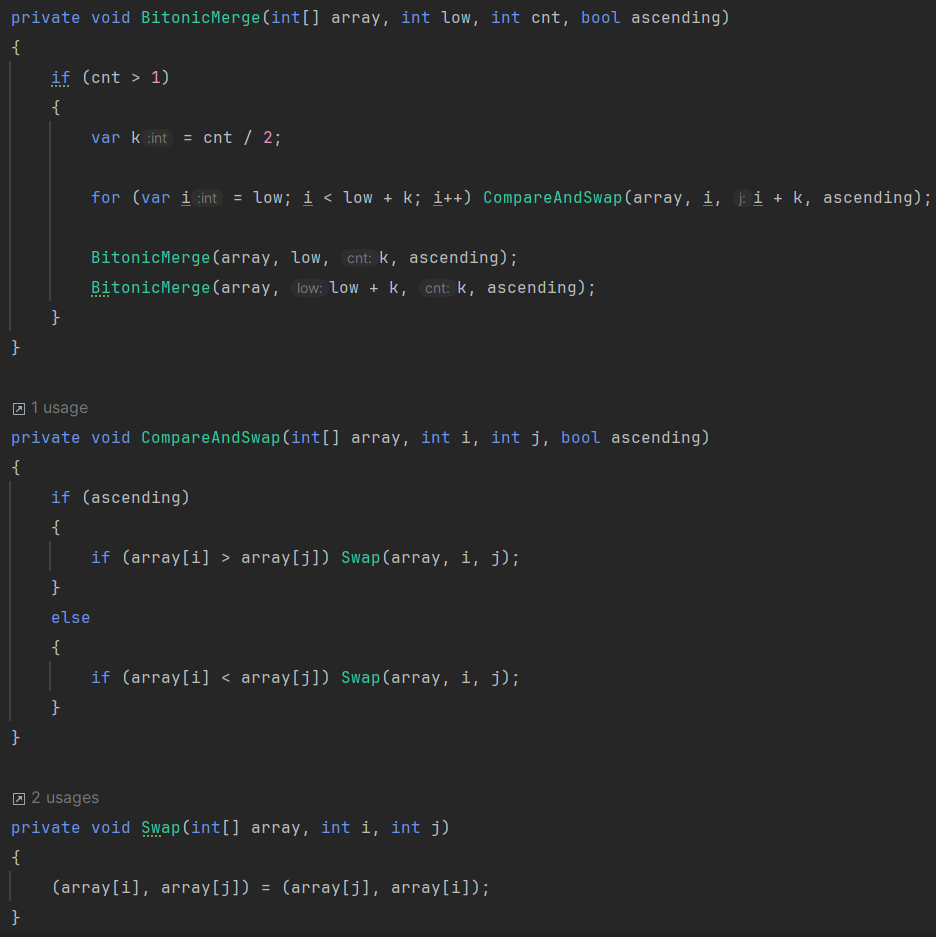 private void BitonicMerge(int[] array, int low, int cnt, bool ascending)
{
if (cnt > 1)
{
var k :int = cnt / 2;
for (var i :int = low; i < low + k; i++) CompareAndSwap(array, i, j: i + k, ascending);
BitonicMerge(array, low, cnt: k, ascending);
BitonicMerge(array, low: low + k, cnt: k, ascending);
}
}
1 usage
private void CompareAndSwap(int[] array, int i, int j, bool ascending)
{
if (ascending)
{
if (array[i] > array[j]) Swap(array, i, j);
}
else
{
if (array[i] < array[j]) Swap(array, i, j);
}
}
2 usages
private void Swap(int[] array, int i, int j)
{
(array[i], array[j]) = (array[j], array[i]);
}